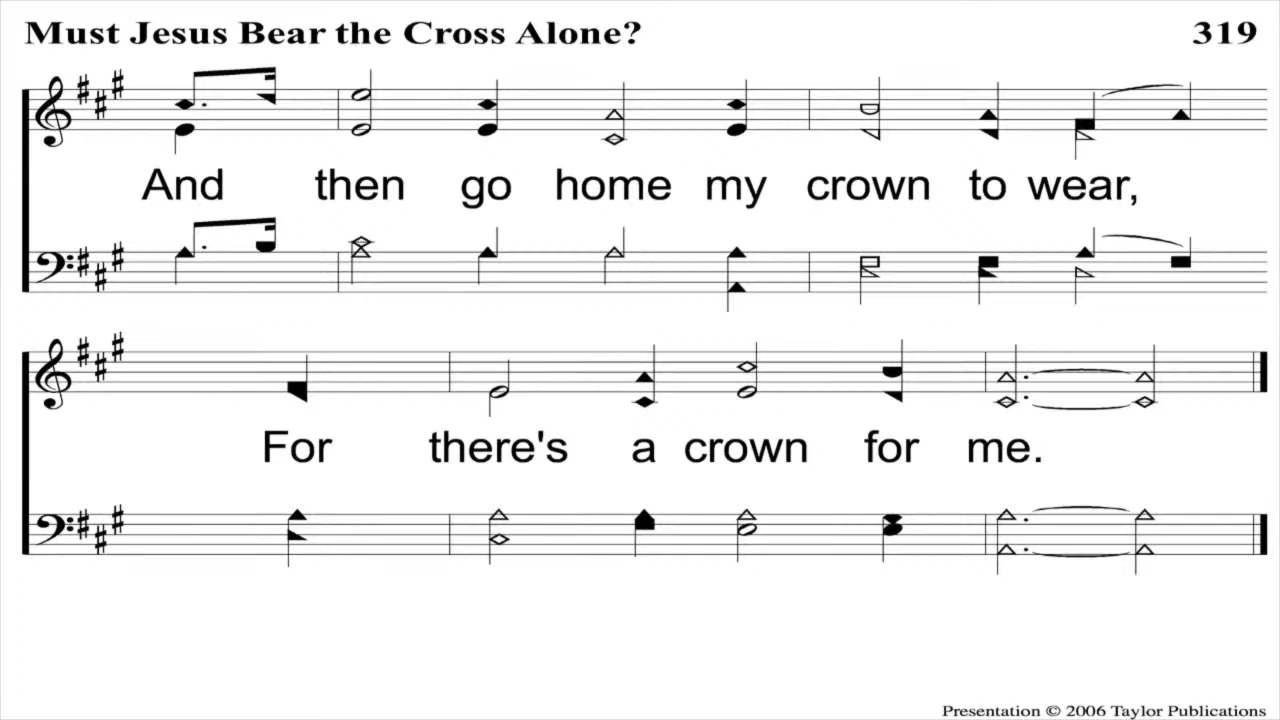 Must Jesus Bear the Cross Alone? 319
And then go home my crown to wear,
For there's a crown for me.
Presentation © 2006 Taylor Publications